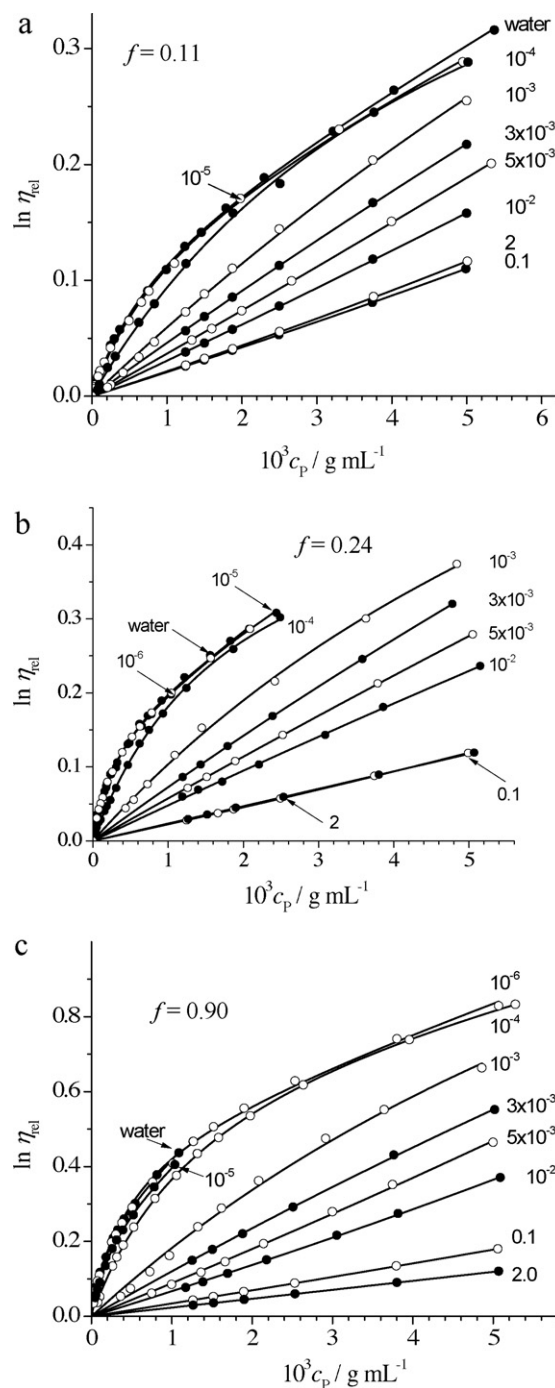 a
f = 0.11
water
10⁻⁴
10⁻³
3x10⁻³
5x10⁻³
10⁻²
2
0.1
10⁻⁵
ln η_rel
0.3
0.2
0.1
0.0
0 1 2 3 4 5 6
10³c_P / g mL⁻¹
b
f = 0.24
10⁻⁵
10⁻⁴
water
10⁻⁶
10⁻³
3x10⁻³
5x10⁻³
10⁻²
0.1
2
ln η_rel
0.4
0.3
0.2
0.1
0.0
0 1 2 3 4 5
10³c_P / g mL⁻¹
c
f = 0.90
10⁻⁶
10⁻⁴
10⁻³
3x10⁻³
5x10⁻³
10⁻²
0.1
2.0
water
10⁻⁵
ln η_rel
0.8
0.6
0.4
0.2
0.0
0 1 2 3 4 5
10³c_P / g mL⁻¹